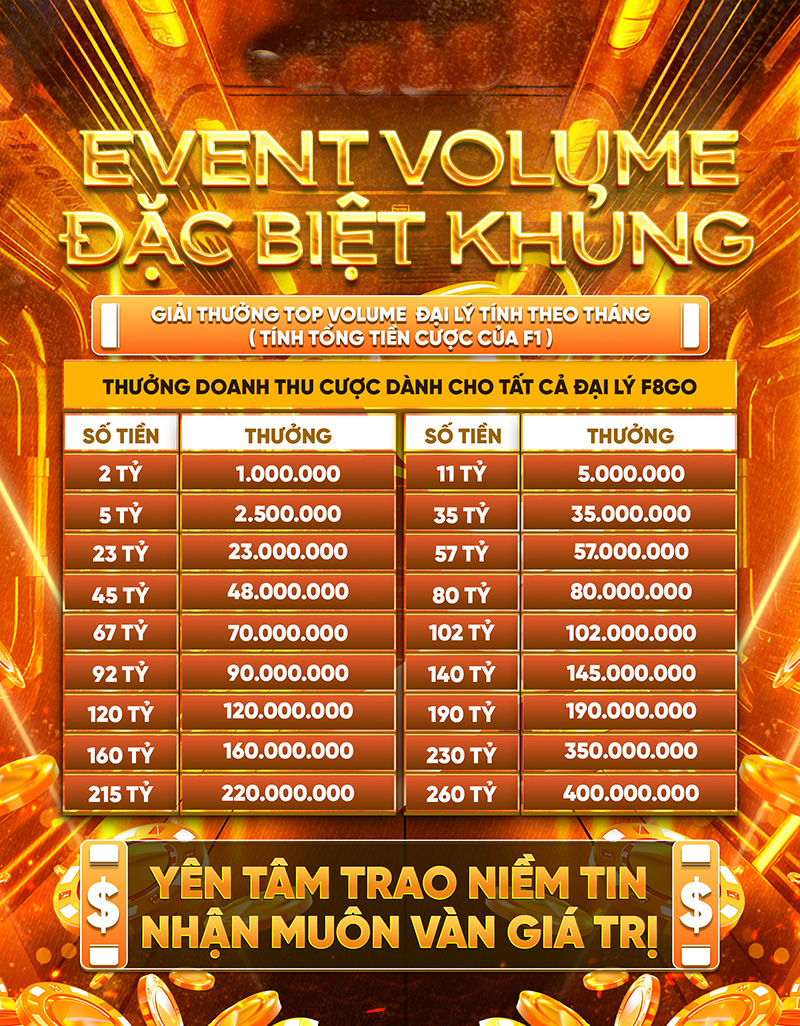 EVENT VOLUME
ĐẶC BIỆT KHỦNG
GIẢI THƯỞNG TOP VOLUME ĐẠI LÝ TÍNH THEO THÁNG
( TÍNH TỔNG TIỀN CƯỢC CỦA F1 )
THƯỞNG DOANH THU CƯỢC DÀNH CHO TẤT CẢ ĐẠI LÝ F8GO
SỐ TIỀN THƯỞNG SỐ TIỀN THƯỞNG
2 TỶ 1.000.000 11 TỶ 5.000.000
5 TỶ 2.500.000 35 TỶ 35.000.000
23 TỶ 23.000.000 57 TỶ 57.000.000
45 TỶ 48.000.000 80 TỶ 80.000.000
67 TỶ 70.000.000 102 TỶ 102.000.000
92 TỶ 90.000.000 140 TỶ 145.000.000
120 TỶ 120.000.000 190 TỶ 190.000.000
160 TỶ 160.000.000 230 TỶ 350.000.000
215 TỶ 220.000.000 260 TỶ 400.000.000
$ YÊN TÂM TRAO NIỀM TIN $
NHẬN MUÔN VÀN GIÁ TRỊ